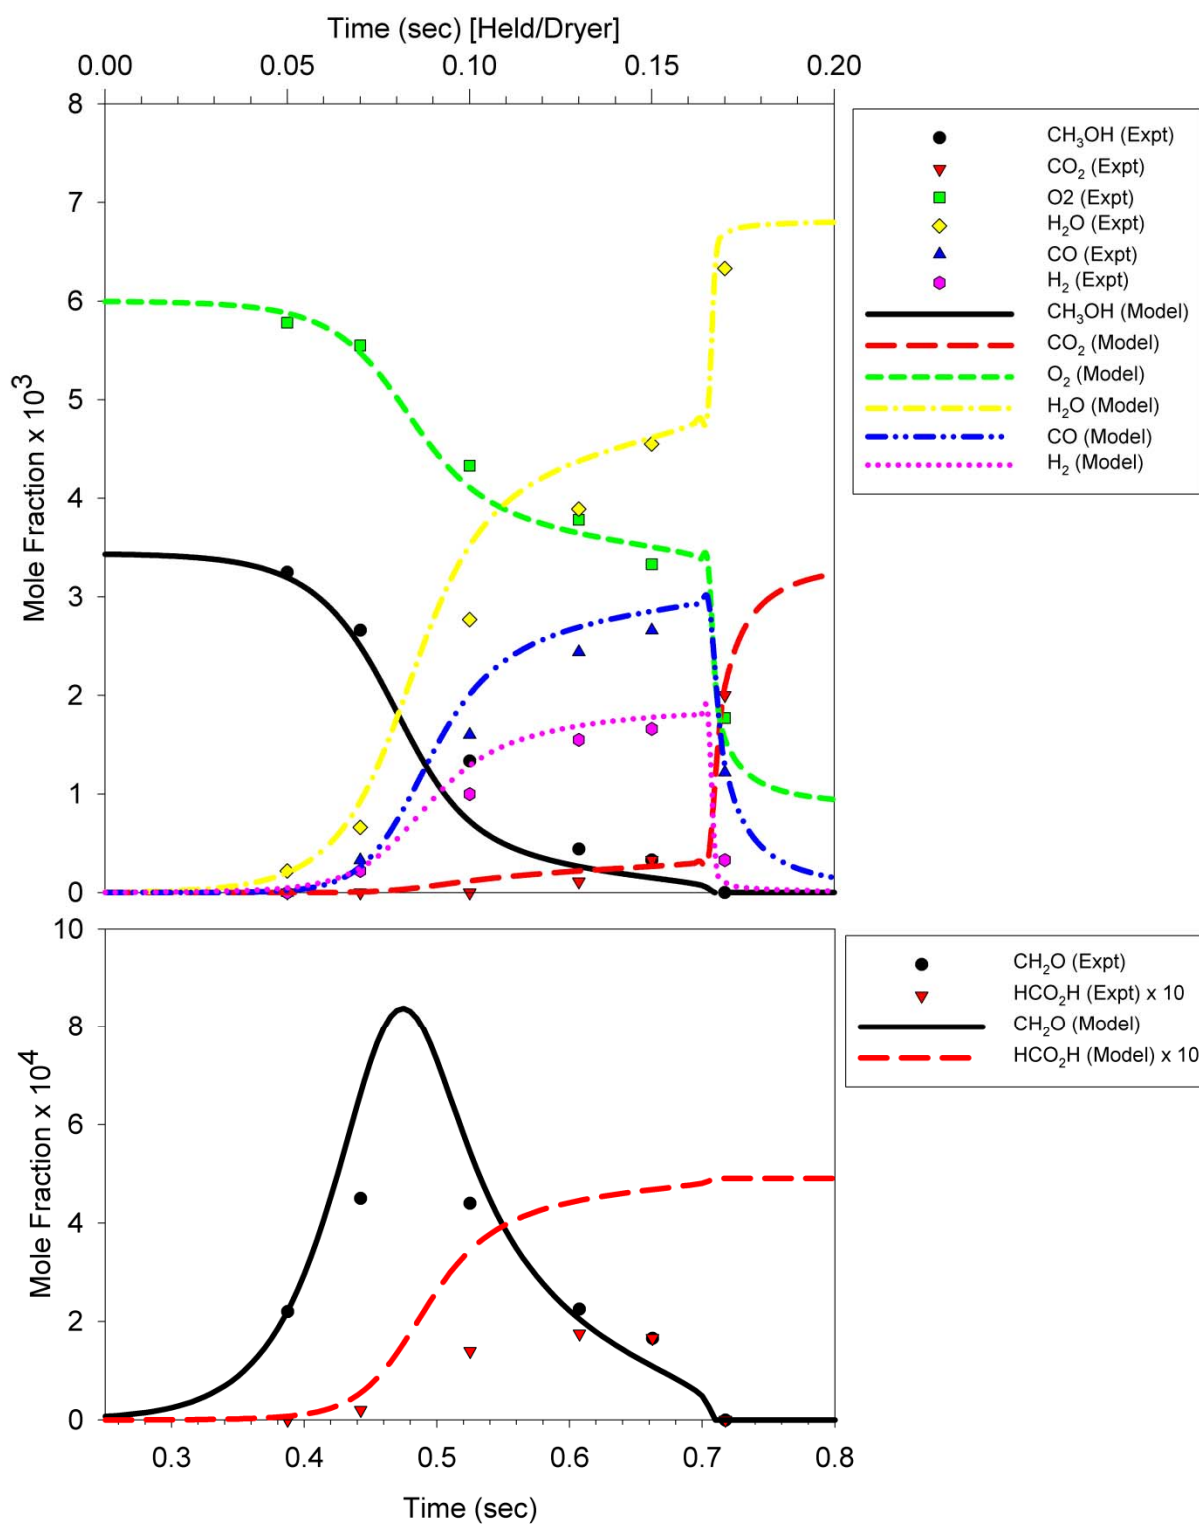 Time (sec) [Held/Dryer]
0.00 0.05 0.10 0.15 0.20
8
7
6
5
4
3
2
1
0
Mole Fraction x 10³
CH₃OH (Expt)
CO₂ (Expt)
O2 (Expt)
H₂O (Expt)
CO (Expt)
H₂ (Expt)
CH₃OH (Model)
CO₂ (Model)
O₂ (Model)
H₂O (Model)
CO (Model)
H₂ (Model)
10
8
6
4
2
0
Mole Fraction x 10⁴
CH₂O (Expt)
HCO₂H (Expt) x 10
CH₂O (Model)
HCO₂H (Model) x 10
0.3 0.4 0.5 0.6 0.7 0.8
Time (sec)